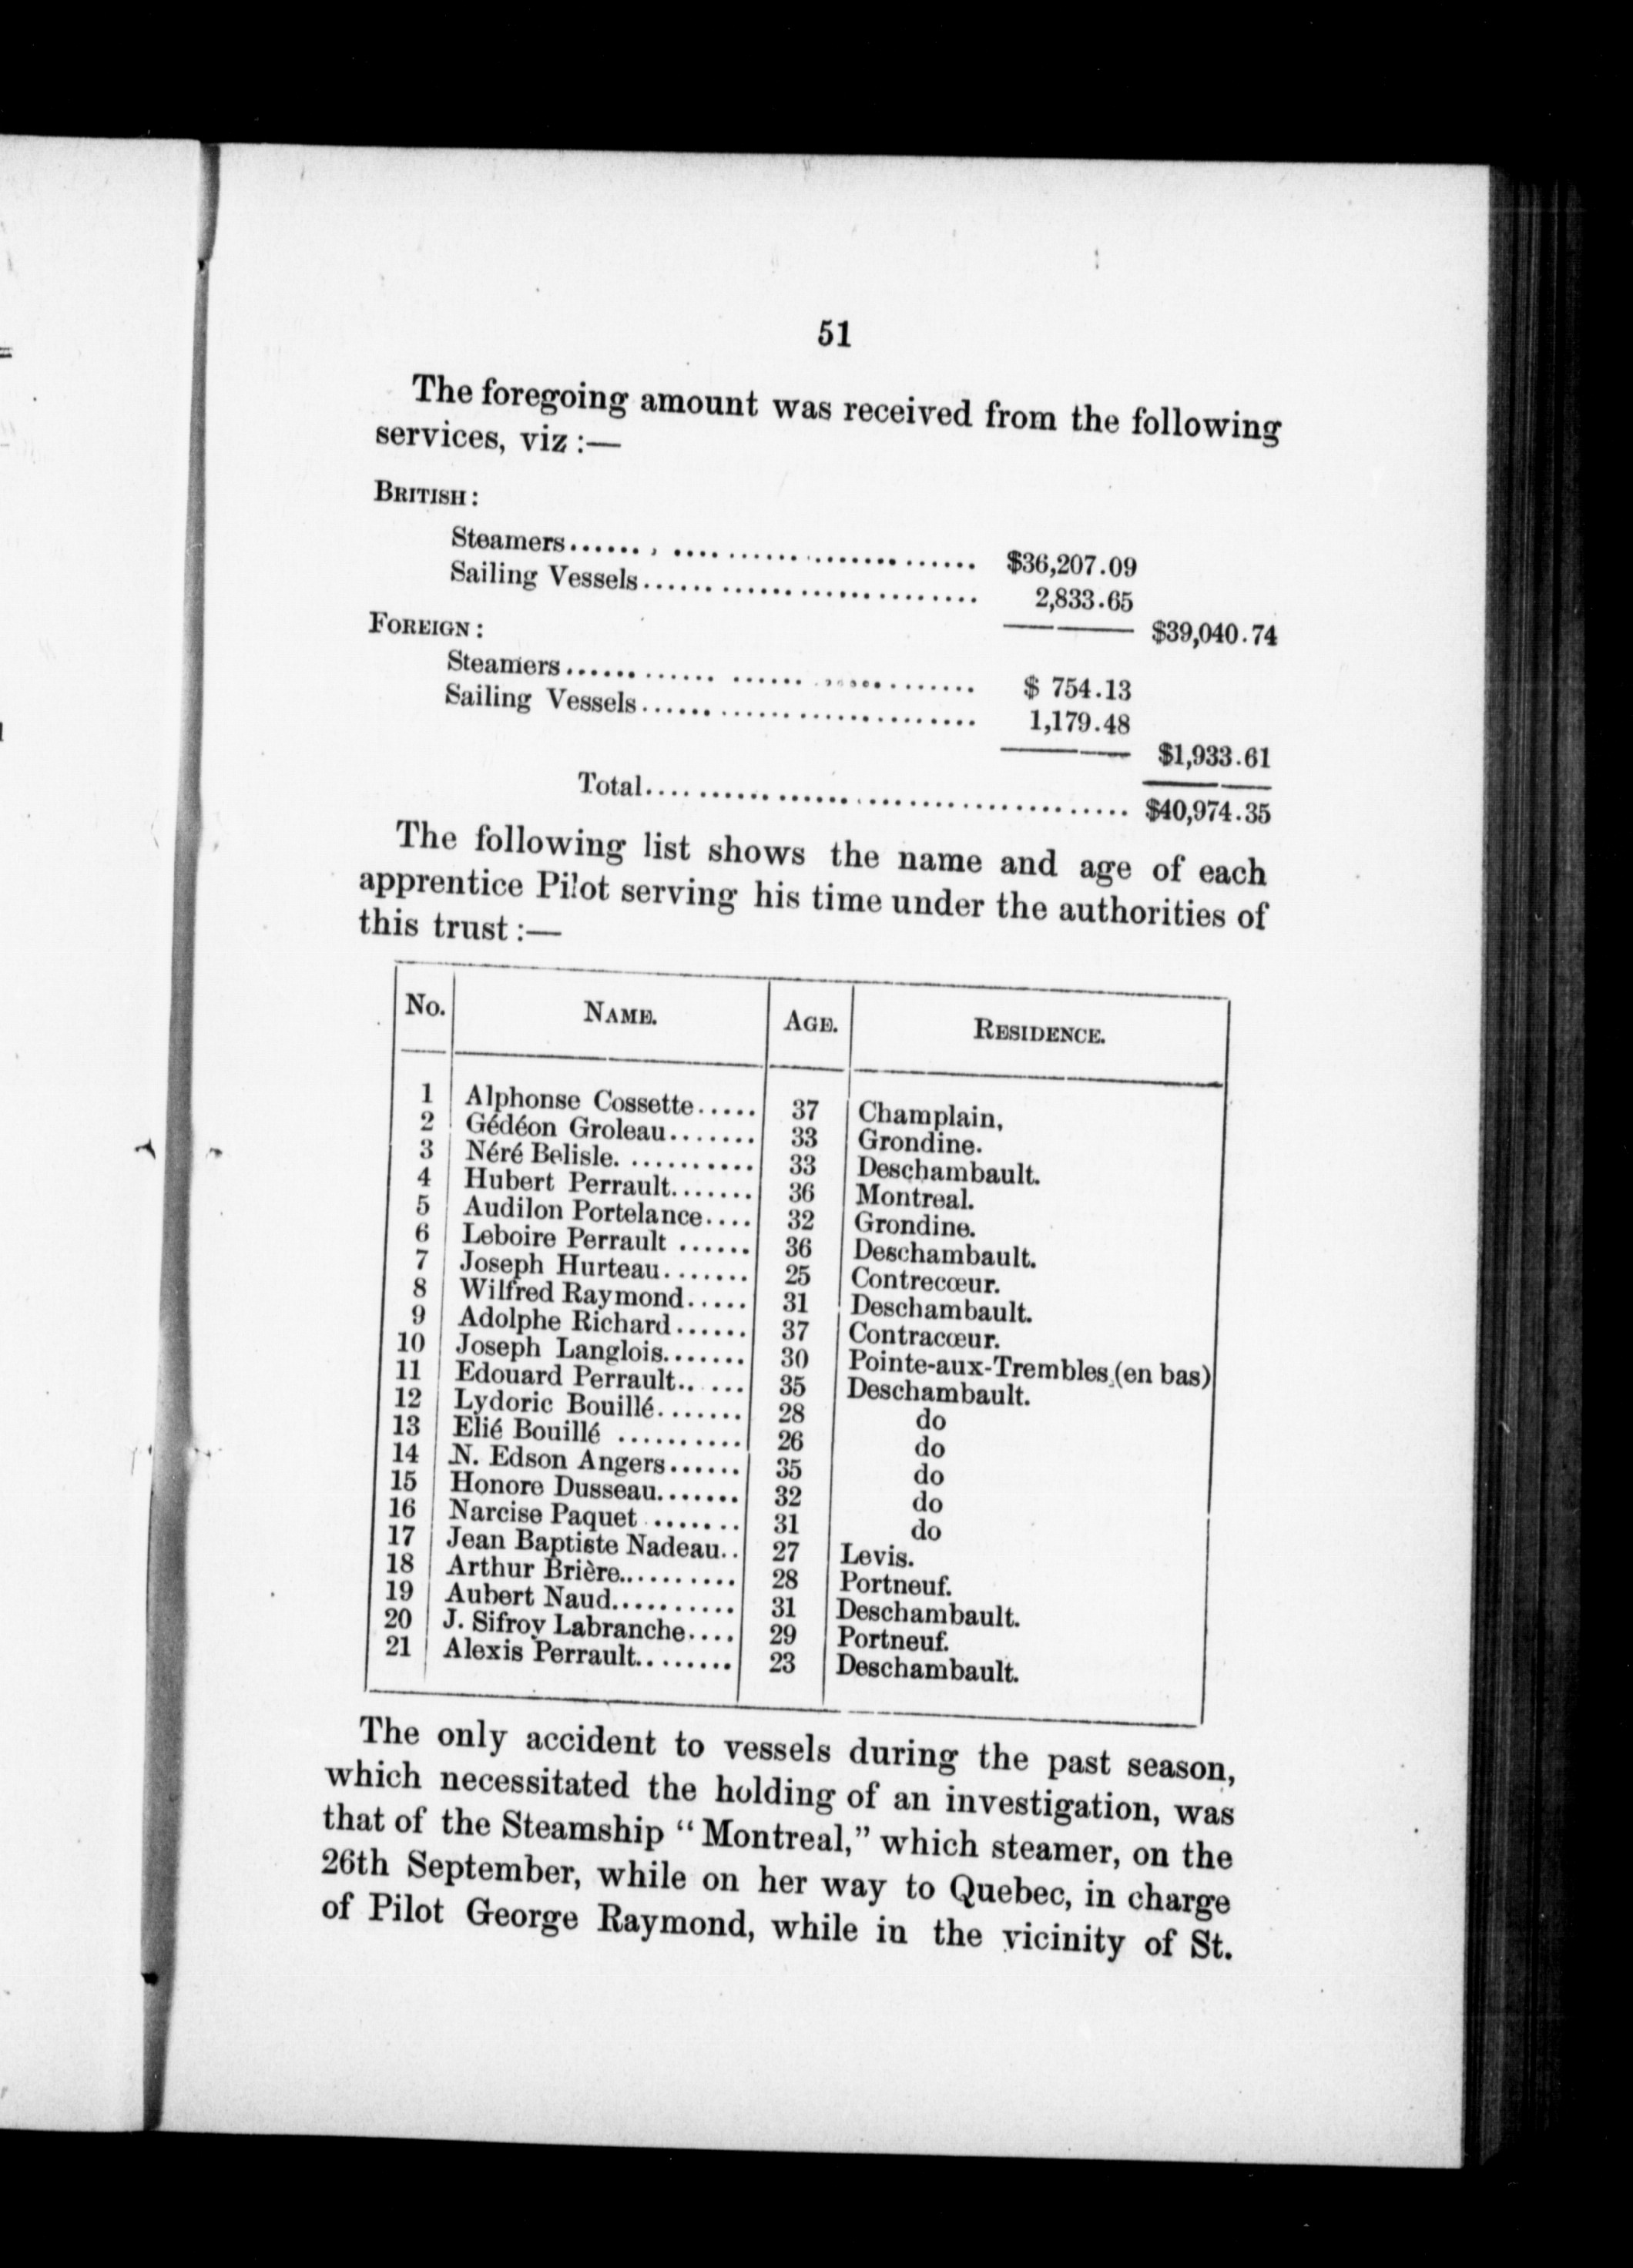 51
The foregoing amount was received from the following
services, viz :—
BRITISH :
Steamers........................................ $36,207.09
Sailing Vessels................................. 2,833.65
$39,040.74
FOREIGN :
Steamers........................................ $ 754.13
Sailing Vessels................................. 1,179.48
$1,933.61
Total................................................ $40,974.35
The following list shows the name and age of each
apprentice Pilot serving his time under the authorities of
this trust :—
No. NAME. AGE. RESIDENCE.
1 Alphonse Cossette..... 37 Champlain,
2 Gédéon Groleau....... 33 Grondine.
3 Néré Belisle. ........... 33 Deschambault.
4 Hubert Perrault....... 36 Montreal.
5 Audilon Portelance.... 32 Grondine.
6 Leboire Perrault ...... 36 Deschambault.
7 Joseph Hurteau....... 25 Contrecœur.
8 Wilfred Raymond..... 31 Deschambault.
9 Adolphe Richard...... 37 Contracœur.
10 Joseph Langlois....... 30 Pointe-aux-Trembles (en bas)
11 Edouard Perrault...... 35 Deschambault.
12 Lydoric Bouillé....... 28 do
13 Elié Bouillé .......... 26 do
14 N. Edson Angers...... 35 do
15 Honore Dusseau....... 32 do
16 Narcise Paquet ....... 31 do
17 Jean Baptiste Nadeau.. 27 Levis.
18 Arthur Brière.......... 28 Portneuf.
19 Aubert Naud.......... 31 Deschambault.
20 J. Sifroy Labranche.... 29 Portneuf.
21 Alexis Perrault........ 23 Deschambault.
The only accident to vessels during the past season,
which necessitated the holding of an investigation, was
that of the Steamship “ Montreal,” which steamer, on the
26th September, while on her way to Quebec, in charge
of Pilot George Raymond, while in the vicinity of St.